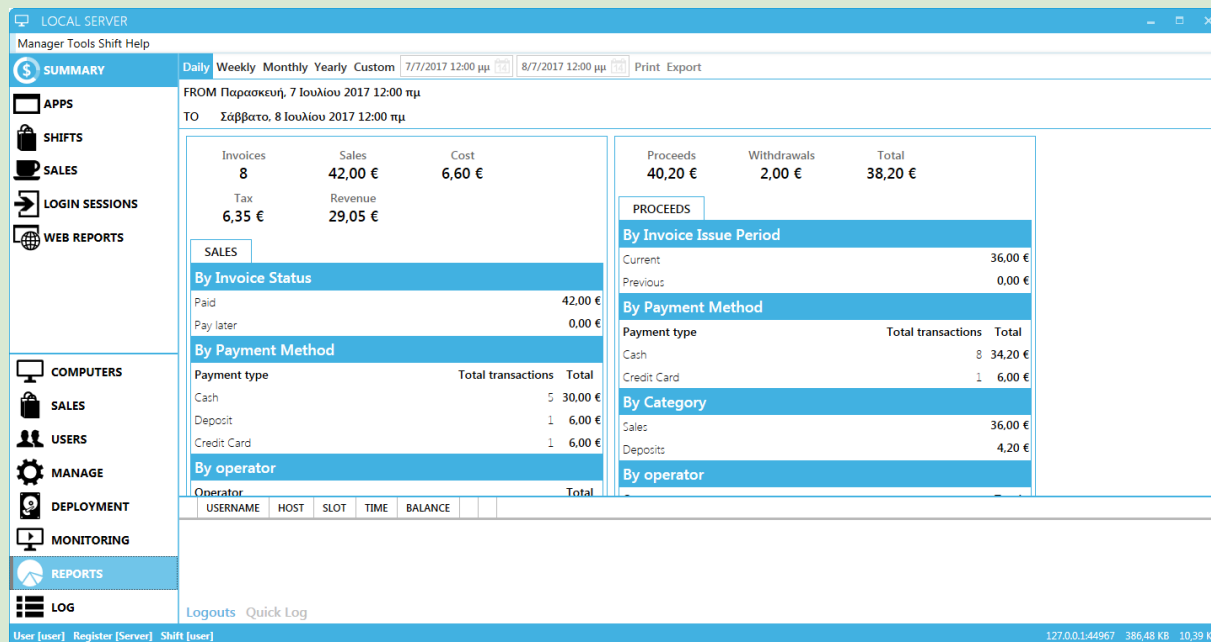 LOCAL SERVER
Manager Tools Shift Help
SUMMARY
APPS
SHIFTS
SALES
LOGIN SESSIONS
WEB REPORTS
COMPUTERS
SALES
USERS
MANAGE
DEPLOYMENT
MONITORING
REPORTS
LOG
Daily Weekly Monthly Yearly Custom 7/7/2017 12:00 μμ 14 8/7/2017 12:00 μμ 14 Print Export
FROM Παρασκευή, 7 Ιουλίου 2017 12:00 πμ
TO Σάββατο, 8 Ιουλίου 2017 12:00 πμ
Invoices Sales Cost
8 42,00 € 6,60 €
Tax Revenue
6,35 € 29,05 €
SALES
By Invoice Status
Paid 42,00 €
Pay later 0,00 €
By Payment Method
Payment type Total transactions Total
Cash 5 30,00 €
Deposit 1 6,00 €
Credit Card 1 6,00 €
By operator
Operator Total
Proceeds Withdrawals Total
40,20 € 2,00 € 38,20 €
PROCEEDS
By Invoice Issue Period
Current 36,00 €
Previous 0,00 €
By Payment Method
Payment type Total transactions Total
Cash 8 34,20 €
Credit Card 1 6,00 €
By Category
Sales 36,00 €
Deposits 4,20 €
By operator
USERNAME HOST SLOT TIME BALANCE
Logouts Quick Log
User [user] Register [Server] Shift [user] 127.0.0.1:44967 386,48 KB 10,39